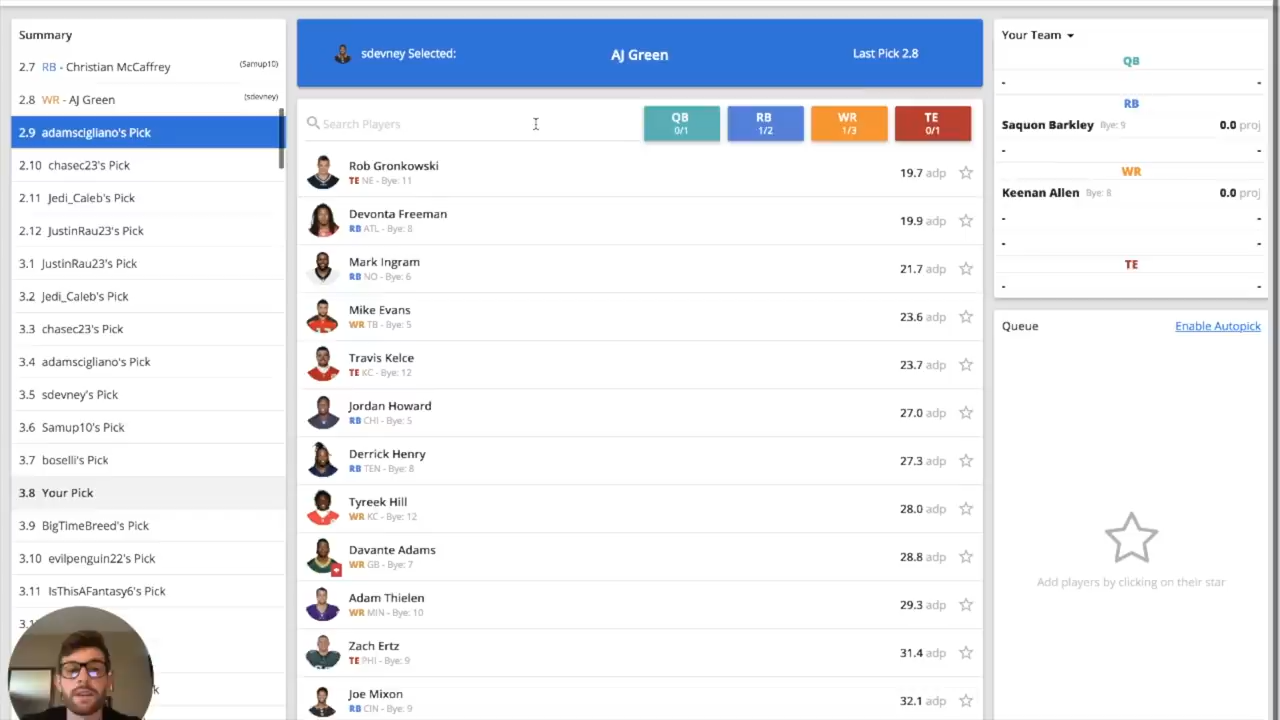 Summary
2.7 RB - Christian McCaffrey (Samup10)
2.8 WR - AJ Green (sdevney)
2.9 adamscigliano's Pick
2.10 chasec23's Pick
2.11 Jedi_Caleb's Pick
2.12 JustinRau23's Pick
3.1 JustinRau23's Pick
3.2 Jedi_Caleb's Pick
3.3 chasec23's Pick
3.4 adamscigliano's Pick
3.5 sdevney's Pick
3.6 Samup10's Pick
3.7 boselli's Pick
3.8 Your Pick
3.9 BigTimeBreed's Pick
3.10 evilpenguin22's Pick
3.11 IsThisAFantasy6's Pick
sdevney Selected:
AJ Green
Last Pick 2.8
Search Players
QB
0/1
RB
1/2
WR
1/3
TE
0/1
Rob Gronkowski
TE NE - Bye: 11
19.7 adp
Devonta Freeman
RB ATL - Bye: 8
19.9 adp
Mark Ingram
RB NO - Bye: 6
21.7 adp
Mike Evans
WR TB - Bye: 5
23.6 adp
Travis Kelce
TE KC - Bye: 12
23.7 adp
Jordan Howard
RB CHI - Bye: 5
27.0 adp
Derrick Henry
RB TEN - Bye: 8
27.3 adp
Tyreek Hill
WR KC - Bye: 12
28.0 adp
Davante Adams
WR GB - Bye: 7
28.8 adp
Adam Thielen
WR MIN - Bye: 10
29.3 adp
Zach Ertz
TE PHI - Bye: 9
31.4 adp
Joe Mixon
RB CIN - Bye: 9
32.1 adp
Your Team
QB
- -
RB
Saquon Barkley Bye: 9 0.0 proj
- -
WR
Keenan Allen Bye: 8 0.0 proj
- -
- -
TE
- -
Queue
Enable Autopick
Add players by clicking on their star